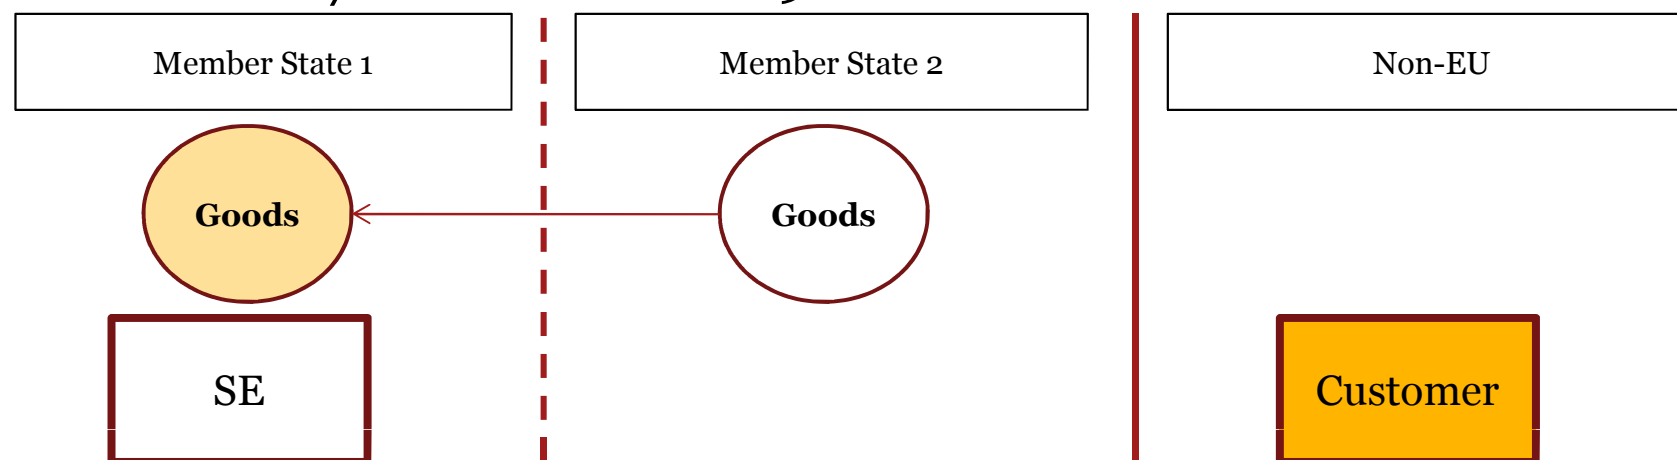 Member State 1
Member State 2
Non-EU
Goods
Goods
SE
Customer